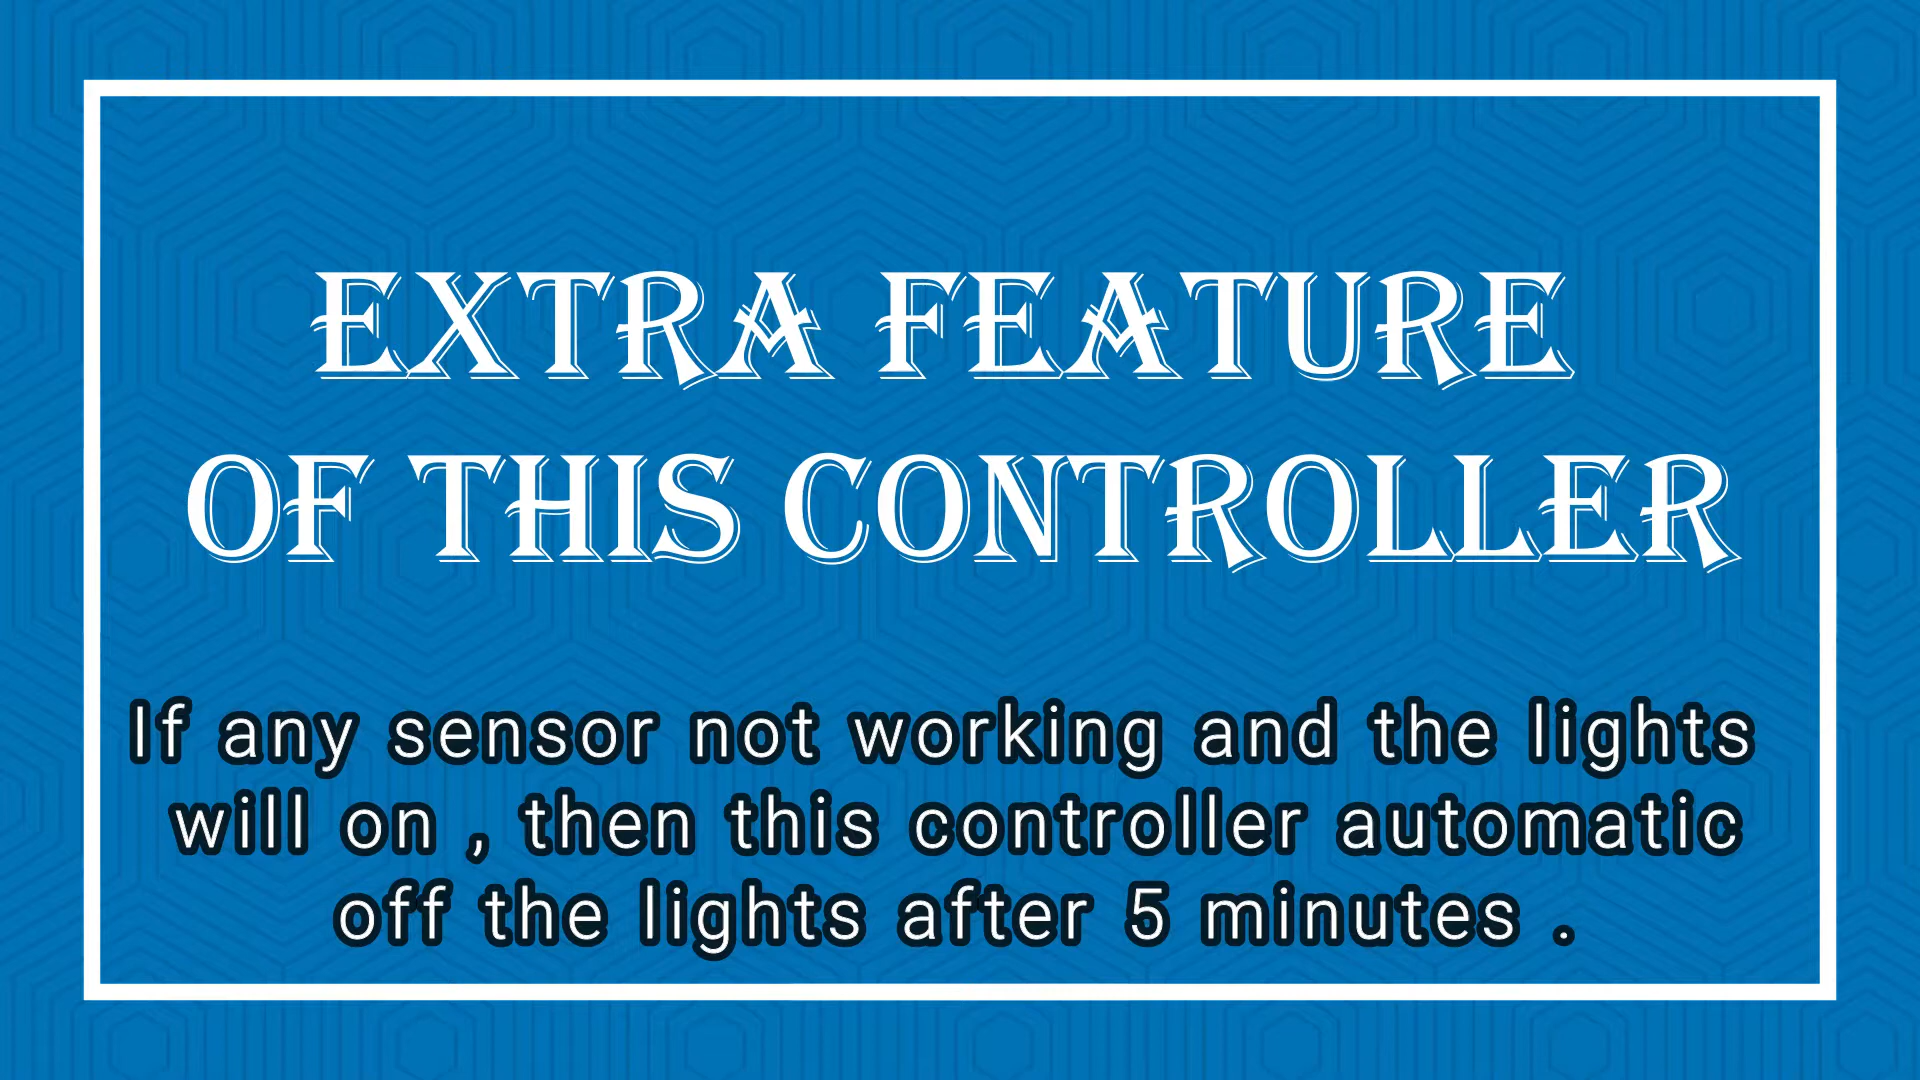 EXTRA FEATURE
OF THIS CONTROLLER
If any sensor not working and the lights
will on , then this controller automatic
off the lights after 5 minutes .